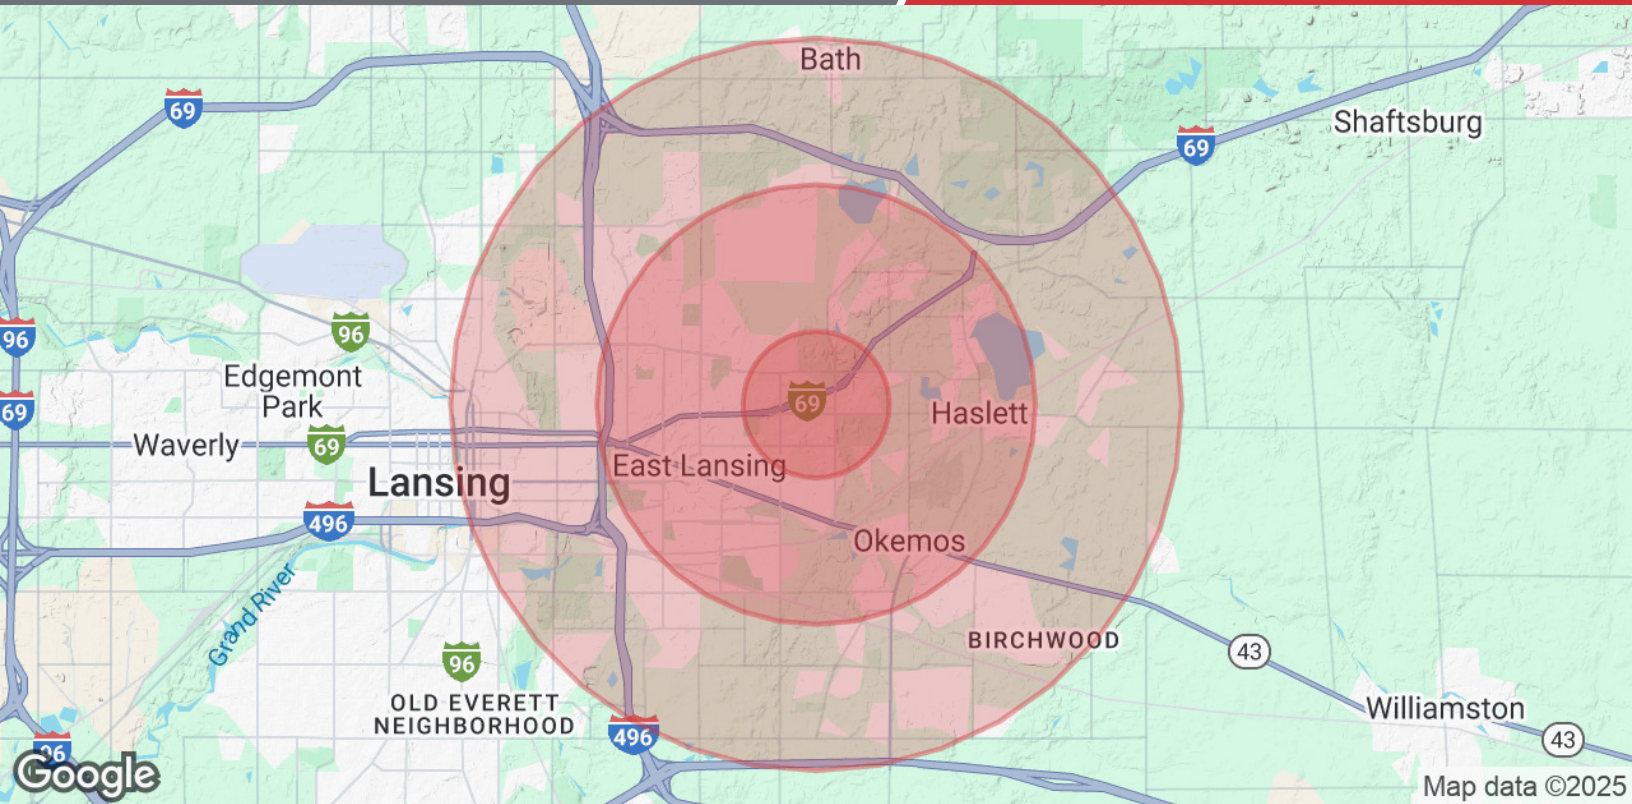 Bath
69
Shaftsburg
69
96
96
Edgemont
Park
69
69
Haslett
Waverly
69
East Lansing
Lansing
496
Okemos
Grand River
BIRCHWOOD
43
96
OLD EVERETT
NEIGHBORHOOD
Williamston
496
43
96
Google
Map data ©2025